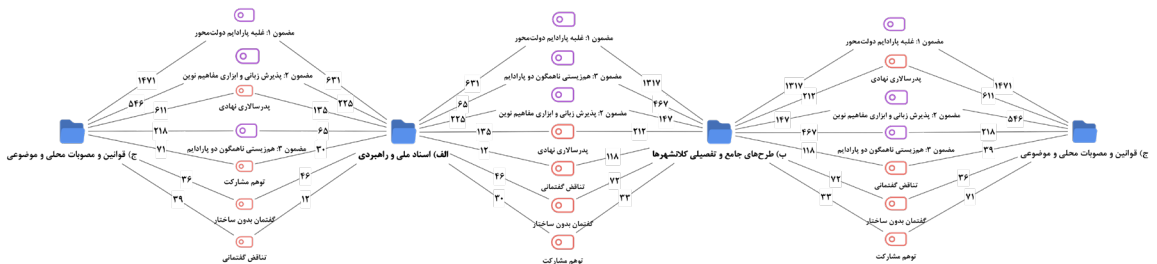 مضمون ۱: غلبه پارادایم دولت‌محور
۱۴۷۱
۶۳۱
مضمون ۲: پذیرش زبانی و ابزاری مفاهیم نوین
۵۴۶
۲۲۵
پدرسالاری نهادی
۶۱۱
۱۳۵
مضمون ۳: هم‌زیستی ناهمگون دو پارادایم
۲۱۸
۶۵
توهم مشارکت
۷۱
۳۰
گفتمان بدون ساختار
۳۶
۴۶
تناقض گفتمانی
۳۹
۱۲
ج) قوانین و مصوبات محلی و موضوعی
الف) اسناد ملی و راهبردی
مضمون ۱: غلبه پارادایم دولت‌محور
۶۳۱
۱۳۱۷
مضمون ۳: هم‌زیستی ناهمگون دو پارادایم
۶۵
۴۶۷
مضمون ۲: پذیرش زبانی و ابزاری مفاهیم نوین
۲۲۵
۱۴۷
پدرسالاری نهادی
۱۳۵
۲۱۲
تناقض گفتمانی
۱۲
۱۱۸
گفتمان بدون ساختار
۴۶
۷۲
توهم مشارکت
۳۰
۳۳
ب) طرح‌های جامع و تفصیلی کلانشهرها
مضمون ۱: غلبه پارادایم دولت‌محور
۱۳۱۷
۱۴۷۱
پدرسالاری نهادی
۲۱۲
۶۱۱
مضمون ۲: پذیرش زبانی و ابزاری مفاهیم نوین
۱۴۷
۵۴۶
مضمون ۳: هم‌زیستی ناهمگون دو پارادایم
۴۶۷
۲۱۸
تناقض گفتمانی
۱۱۸
۳۹
گفتمان بدون ساختار
۷۲
۳۶
توهم مشارکت
۳۳
۷۱
ج) قوانین و مصوبات محلی و موضوعی